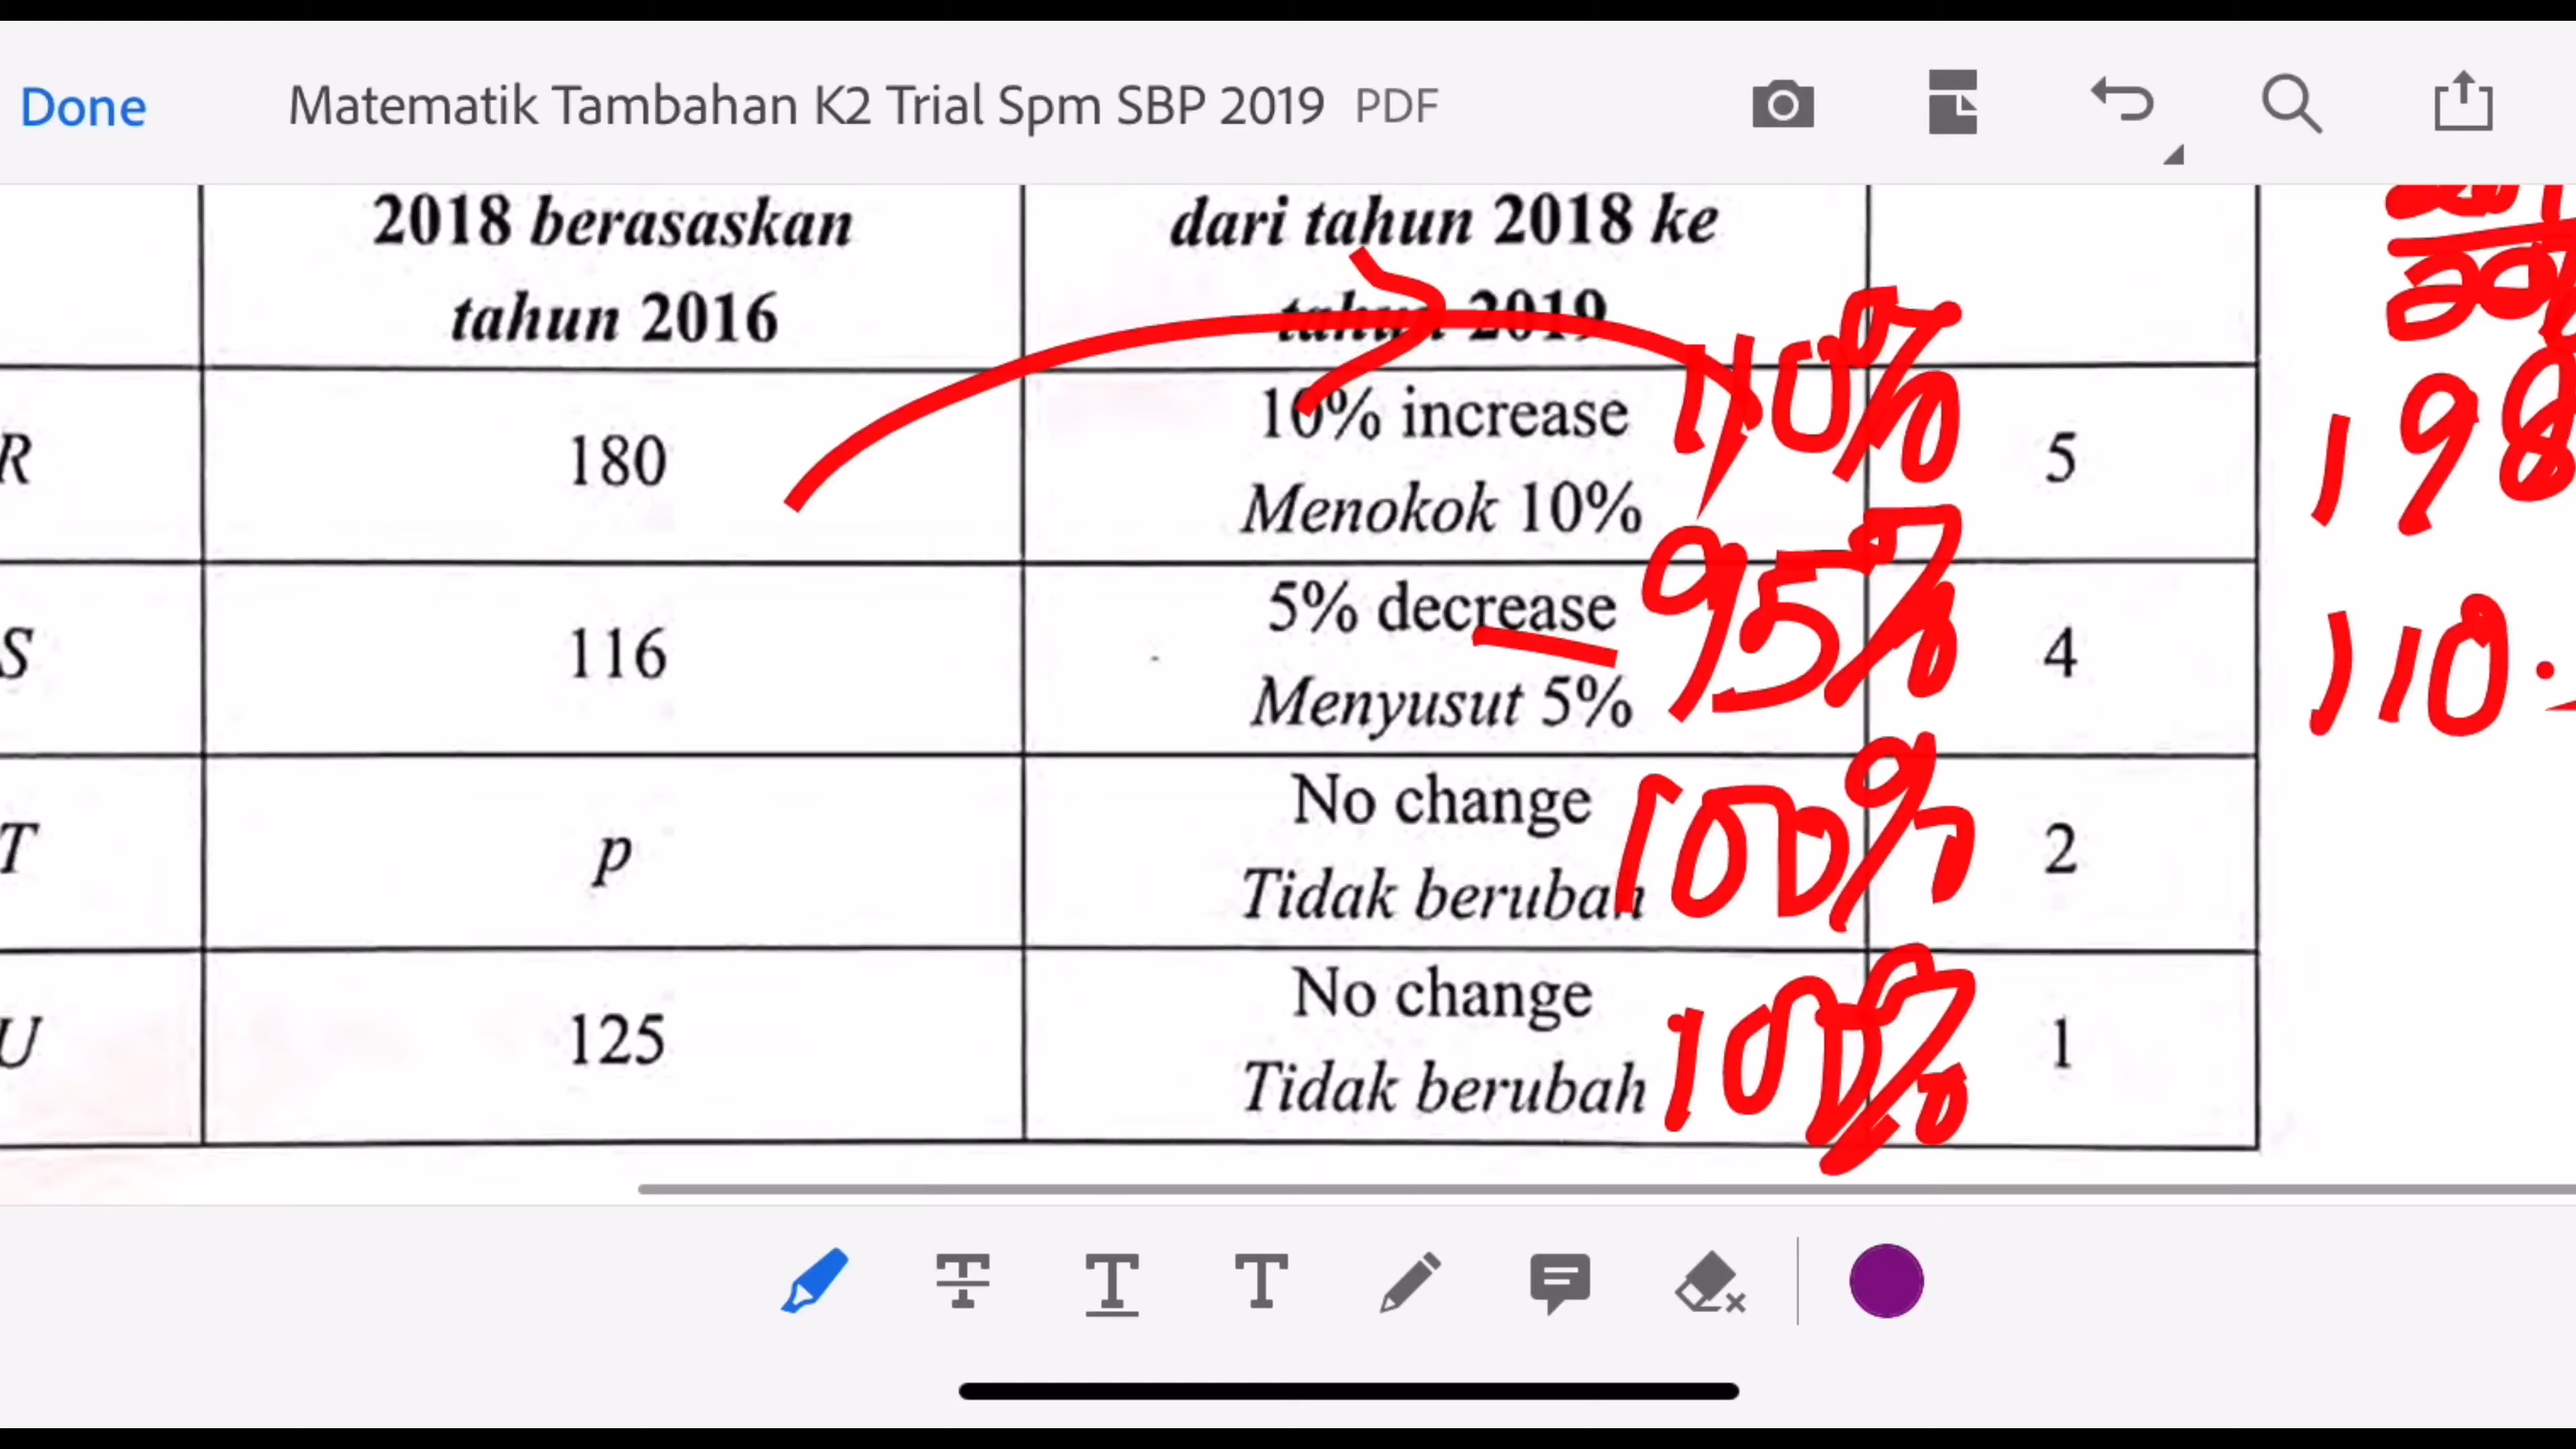 Done
Matematik Tambahan K2 Trial Spm SBP 2019 PDF
2018 berasaskan
tahun 2016
dari tahun 2018 ke
tahun 2019
R
180
10% increase
Menokok 10%
110%
5
198
S
116
5% decrease
Menyusut 5%
95%
4
110.
T
p
No change
Tidak berubah
100%
2
U
125
No change
Tidak berubah
100%
1